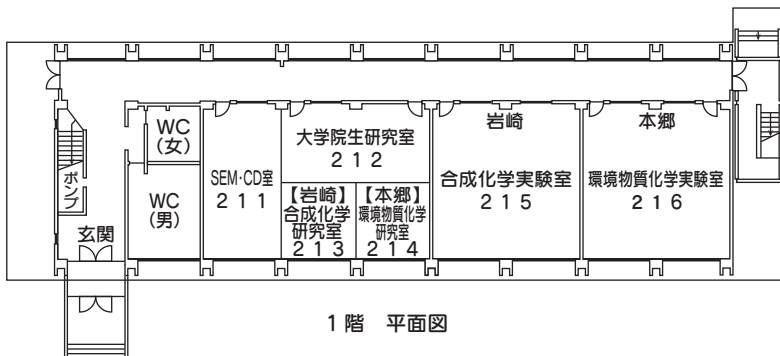 WC
(女)
WC
(男)
ポンプ
玄関
SEM・CD室
211
大学院生研究室
212
【岩崎】
合成化学
研究室
213
【本郷】
環境物質化学
研究室
214
岩崎
合成化学実験室
215
本郷
環境物質化学実験室
216
1階 平面図